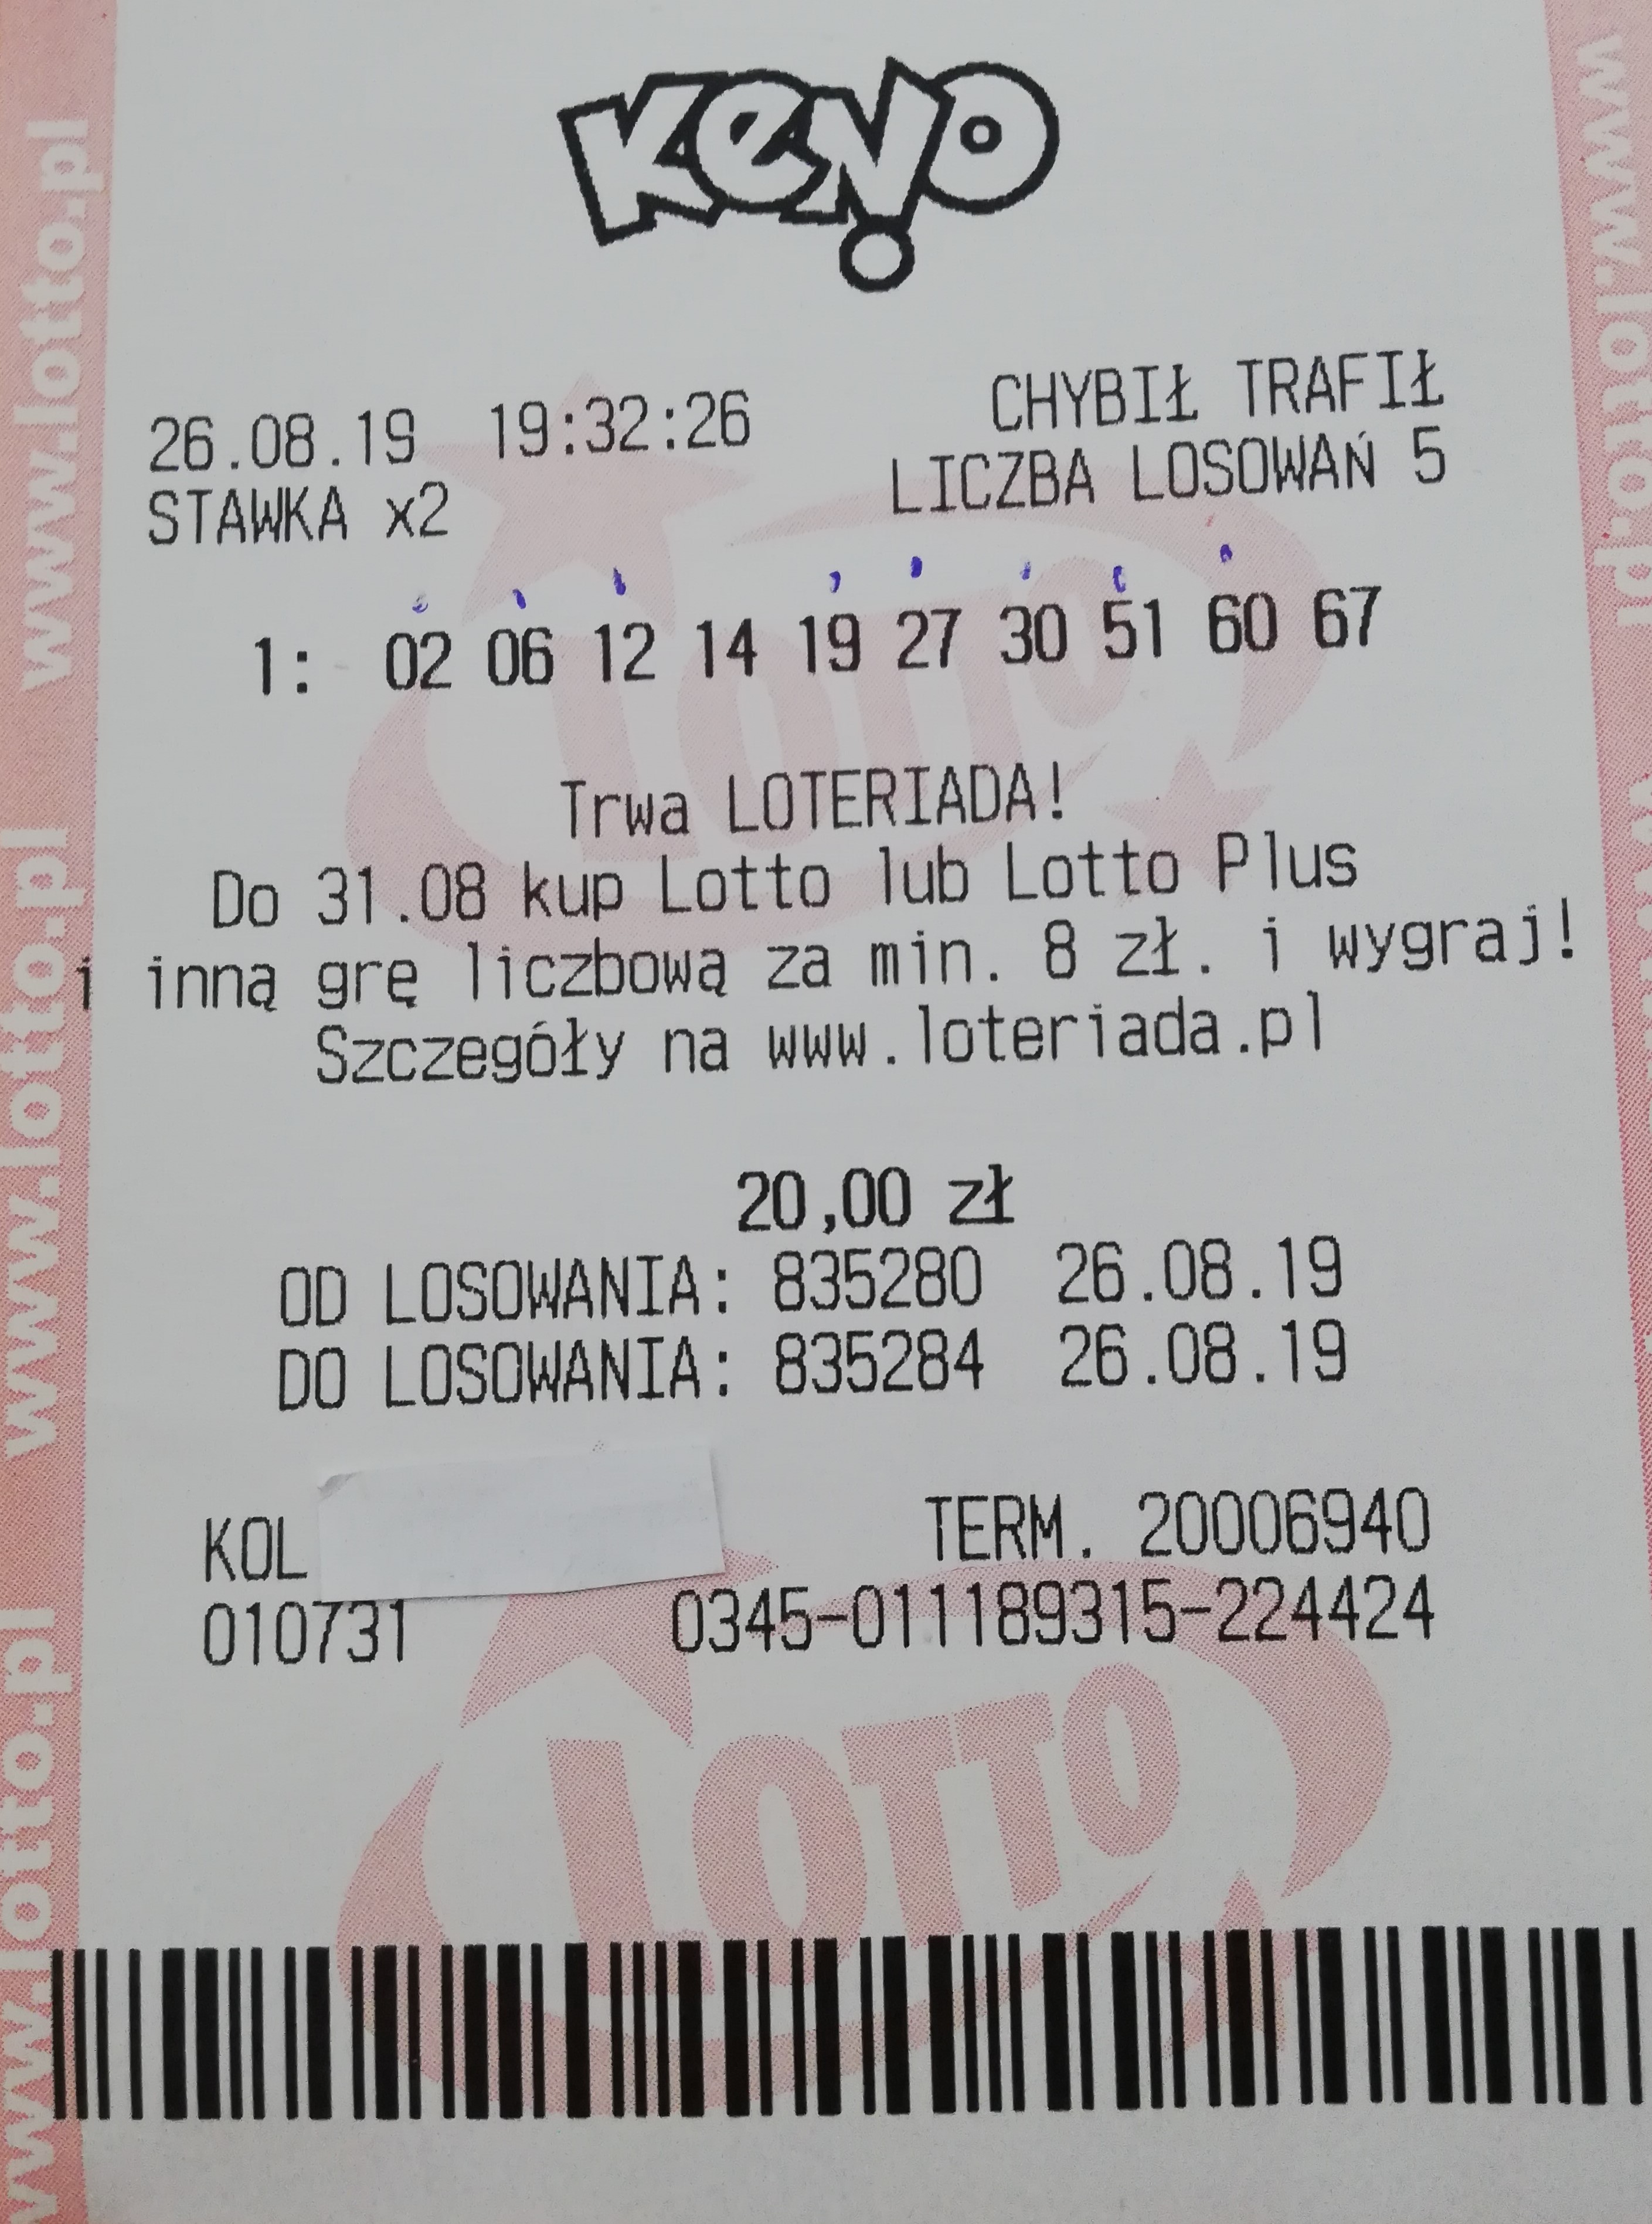 KeNO
26.08.19 19:32:26 CHYBIŁ TRAFIŁ
STAWKA x2 LICZBA LOSOWAŃ 5
1: 02 06 12 14 19 27 30 51 60 67
Trwa LOTERIADA!
Do 31.08 kup Lotto lub Lotto Plus
i inną grę liczbową za min. 8 zł. i wygraj!
Szczegóły na www.loteriada.pl
20,00 zł
OD LOSOWANIA: 835280 26.08.19
DO LOSOWANIA: 835284 26.08.19
KOL TERM. 20006940
010731 0345-011189315-224424
LOTTO
LOTTO
www.lotto.pl
www.lotto.pl
www.lotto.pl
www.lotto.pl